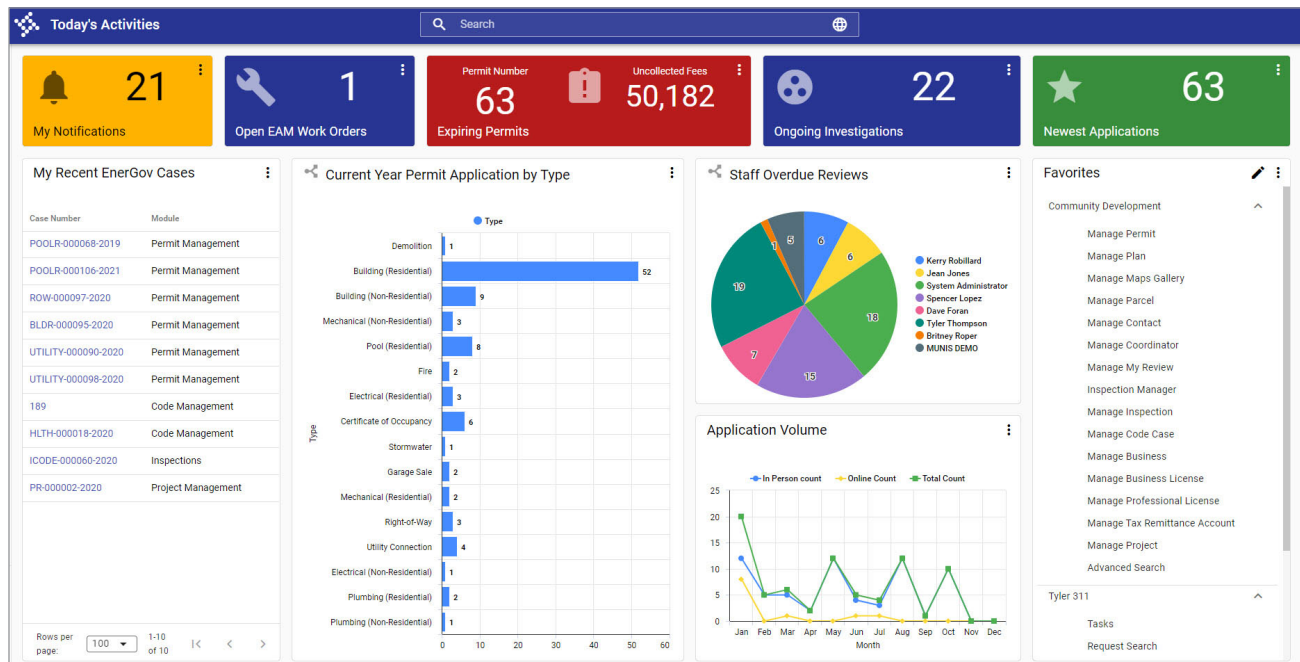 Today's Activities
Search
21
My Notifications
1
Open EAM Work Orders
Permit Number
63
Uncollected Fees
50,182
Expiring Permits
22
Ongoing Investigations
63
Newest Applications
My Recent EnerGov Cases
Case Number Module
POOLR-000068-2019 Permit Management
POOLR-000106-2021 Permit Management
ROW-000097-2020 Permit Management
BLDR-000095-2020 Permit Management
UTILITY-000090-2020 Permit Management
UTILITY-000098-2020 Permit Management
189 Code Management
HLTH-000018-2020 Code Management
ICODE-000060-2020 Inspections
PR-000002-2020 Project Management
Rows per page: 100 1-10 of 10
Current Year Permit Application by Type
Type
Demolition 1
Building (Residential) 52
Building (Non-Residential) 9
Mechanical (Non-Residential) 3
Pool (Residential) 8
Fire 2
Electrical (Residential) 3
Certificate of Occupancy 6
Stormwater 1
Garage Sale 2
Mechanical (Residential) 2
Right-of-Way 3
Utility Connection 4
Electrical (Non-Residential) 1
Plumbing (Residential) 2
Plumbing (Non-Residential) 1
Type
0 10 20 30 40 50 60
Staff Overdue Reviews
6
6
18
15
7
19
1
5
Kerry Robillard
Jean Jones
System Administrator
Spencer Lopez
Dave Foran
Tyler Thompson
Britney Roper
MUNIS DEMO
Application Volume
In Person count Online Count Total Count
25
20
15
10
5
0
Jan Feb Mar Apr May Jun Jul Aug Sep Oct Nov Dec
Month
Favorites
Community Development
Manage Permit
Manage Plan
Manage Maps Gallery
Manage Parcel
Manage Contact
Manage Coordinator
Manage My Review
Inspection Manager
Manage Inspection
Manage Code Case
Manage Business
Manage Business License
Manage Professional License
Manage Tax Remittance Account
Manage Project
Advanced Search
Tyler 311
Tasks
Request Search